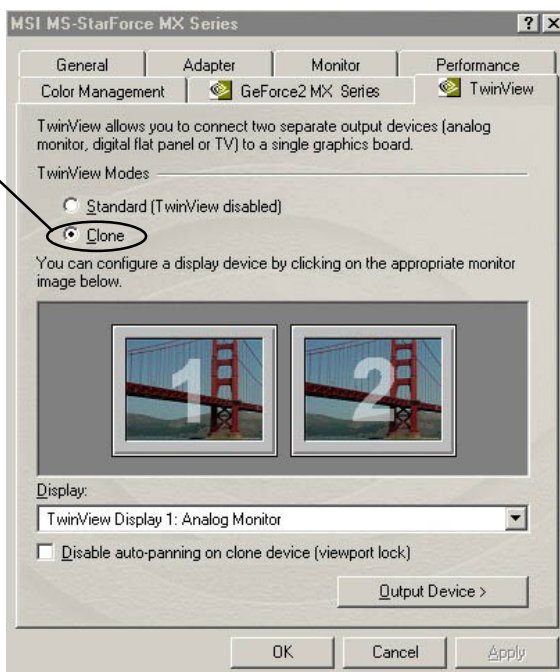 MSI MS-StarForce MX Series
General Adapter Monitor Performance
Color Management GeForce2 MX Series TwinView
TwinView allows you to connect two separate output devices (analog
monitor, digital flat panel or TV) to a single graphics board.
TwinView Modes
Standard (TwinView disabled)
Clone
You can configure a display device by clicking on the appropriate monitor
image below.
1 2
Display:
TwinView Display 1: Analog Monitor
Disable auto-panning on clone device (viewport lock)
Output Device >
OK Cancel Apply